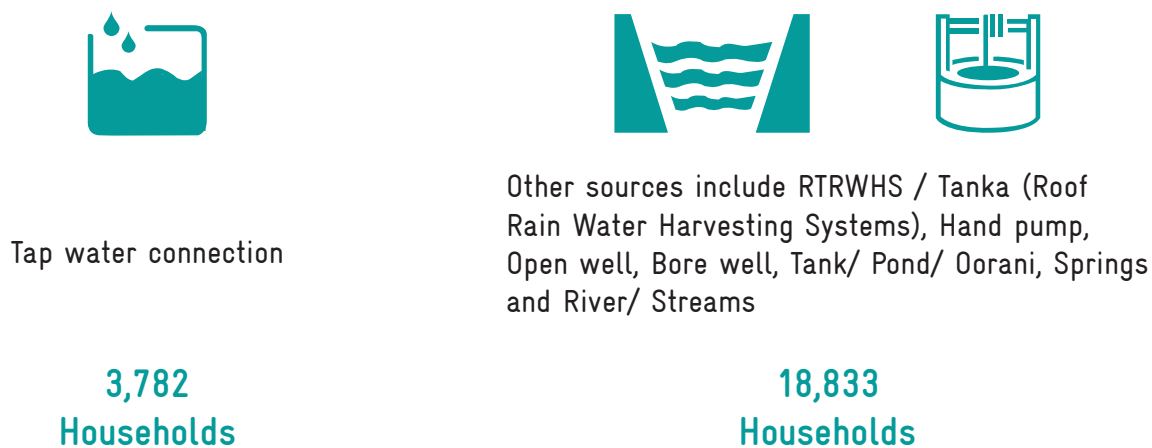 Tap water connection
3,782
Households
Other sources include RTRWHS / Tanka (Roof
Rain Water Harvesting Systems), Hand pump,
Open well, Bore well, Tank/ Pond/ Oorani, Springs
and River/ Streams
18,833
Households